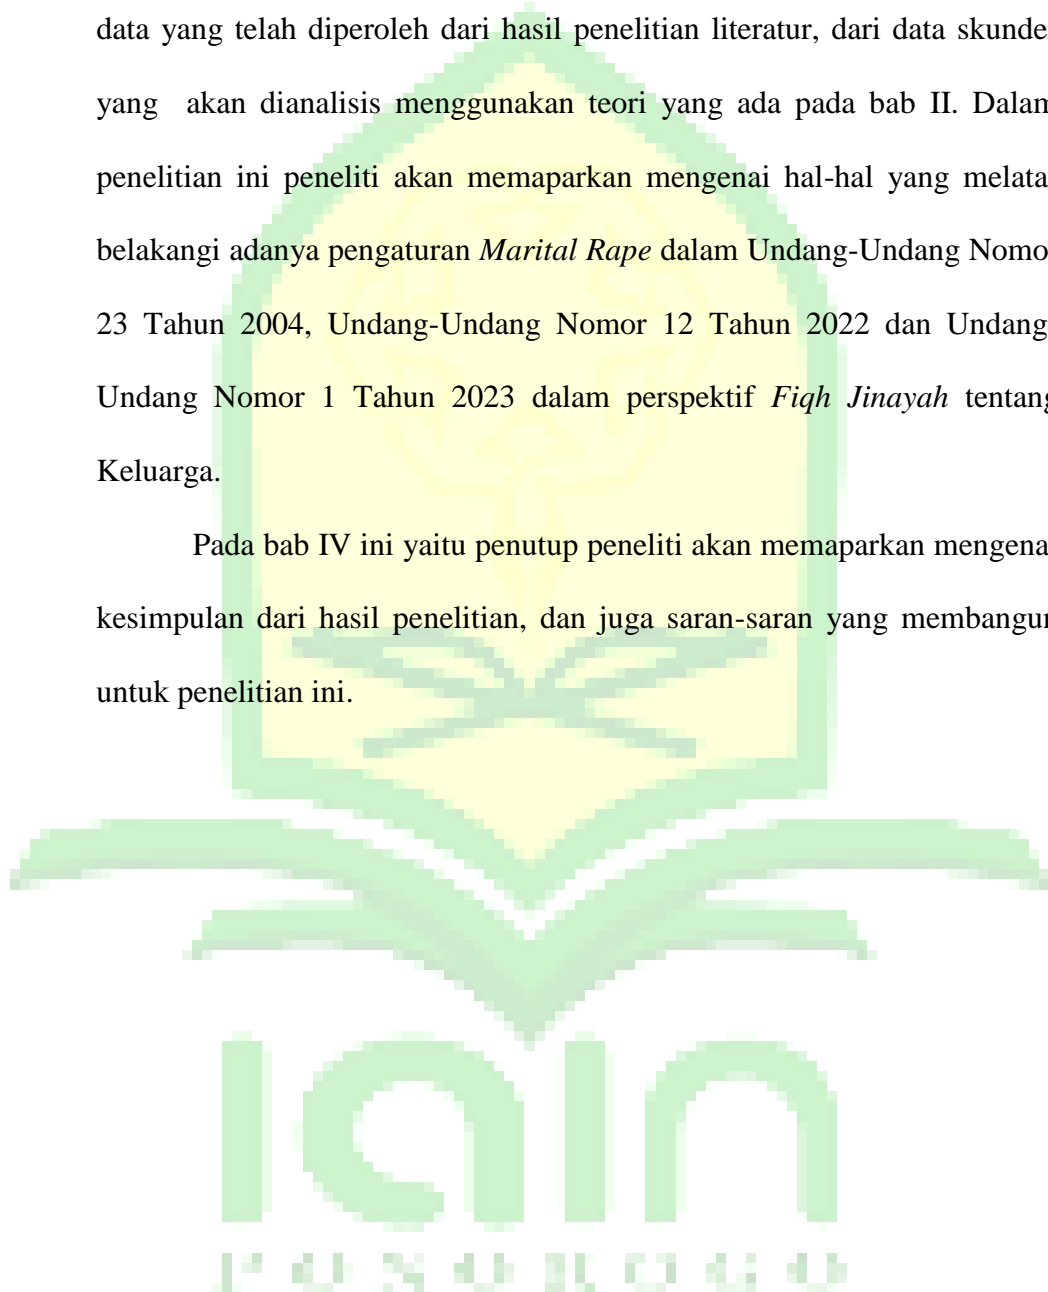 data yang telah diperoleh dari hasil penelitian literatur, dari data skunde
yang akan dianalisis menggunakan teori yang ada pada bab II. Dalam
penelitian ini peneliti akan memaparkan mengenai hal-hal yang melata
belakangi adanya pengaturan Marital Rape dalam Undang-Undang Nomo
23 Tahun 2004, Undang-Undang Nomor 12 Tahun 2022 dan Undang
Undang Nomor 1 Tahun 2023 dalam perspektif Fiqh Jinayah tentang
Keluarga.
Pada bab IV ini yaitu penutup peneliti akan memaparkan mengena
kesimpulan dari hasil penelitian, dan juga saran-saran yang membangun
untuk penelitian ini.
iain
PONOROGO